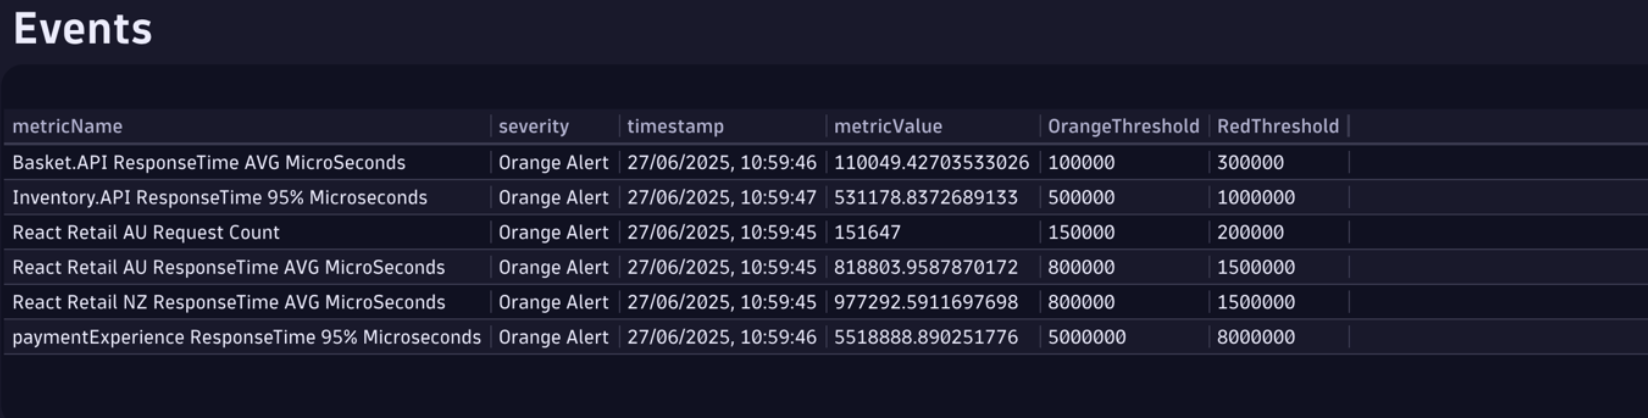 Events
metricName severity timestamp metricValue OrangeThreshold RedThreshold
Basket.API ResponseTime AVG MicroSeconds Orange Alert 27/06/2025, 10:59:46 110049.42703533026 100000 300000
Inventory.API ResponseTime 95% Microseconds Orange Alert 27/06/2025, 10:59:47 531178.8372689133 500000 1000000
React Retail AU Request Count Orange Alert 27/06/2025, 10:59:45 151647 150000 200000
React Retail AU ResponseTime AVG MicroSeconds Orange Alert 27/06/2025, 10:59:45 818803.9587870172 800000 1500000
React Retail NZ ResponseTime AVG MicroSeconds Orange Alert 27/06/2025, 10:59:45 977292.5911697698 800000 1500000
paymentExperience ResponseTime 95% Microseconds Orange Alert 27/06/2025, 10:59:46 5518888.890251776 5000000 8000000